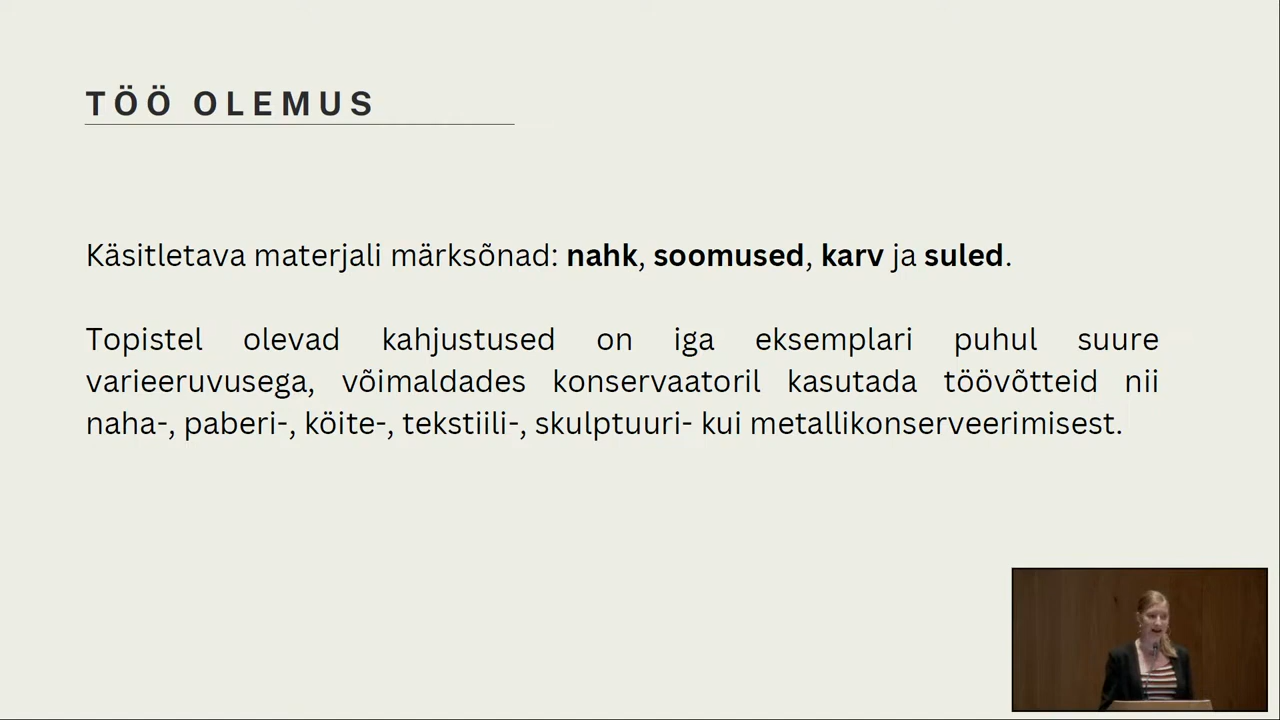 TÖÖ OLEMUS
Käsitletava materjali märksõnad: nahk, soomused, karv ja suled.
Topistel olevad kahjustused on iga eksemplari puhul suure
varieeruvusega, võimaldades konservaatoril kasutada töövõtteid nii
naha-, paberi-, köite-, tekstiili-, skulptuuri- kui metallikonserveerimisest.